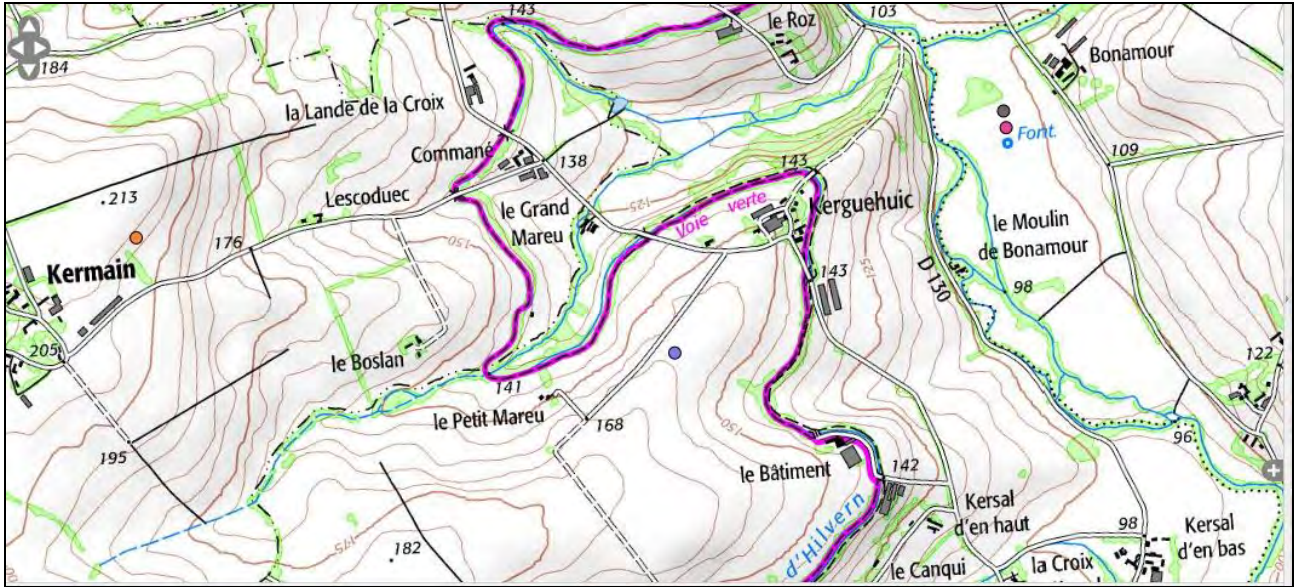 143
le Roz
103
184
Bonamour
la Lande de la Croix
Font.
Commané
138
143
109
213
Lescoduec
125
le Grand
Mareu
Voie verte
Kerguehuic
176
150
le Moulin
de Bonamour
Kermain
143
125
D 130
98
205
le Boslan
122
141
le Petit Mareu
168
150
96
195
le Bâtiment
142
Kersal
d'en haut
98
Kersal
d'en bas
175
182
d'Hilvern
le Canqui
la Croix
100